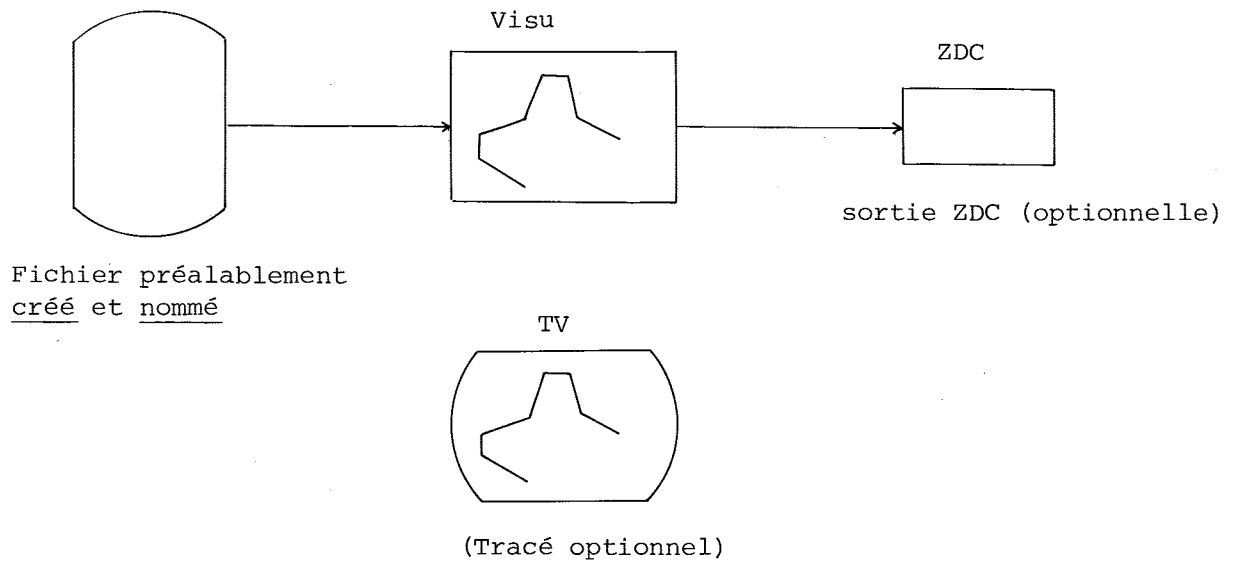 Visu
ZDC
sortie ZDC (optionnelle)
Fichier préalablement
créé et nommé
TV
(Tracé optionnel)